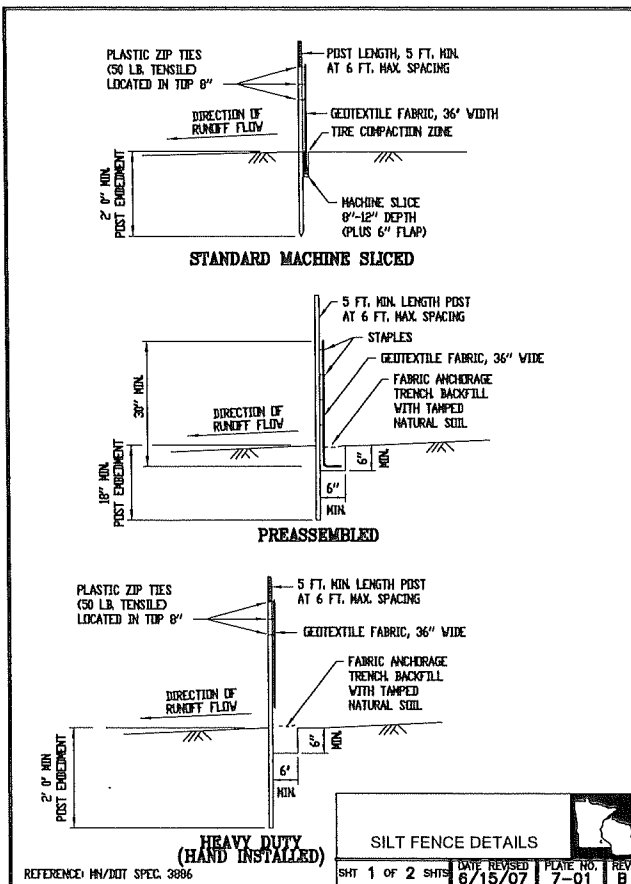 PLASTIC ZIP TIES
(50 LB. TENSILE)
LOCATED IN TOP 8"
POST LENGTH, 5 FT. MIN.
AT 6 FT. MAX. SPACING
DIRECTION OF
RUNOFF FLOW
GEOTEXTILE FABRIC, 36" WIDTH
TIRE COMPACTION ZONE
2' 0" MIN.
POST EMBEDMENT
MACHINE SLICE
8"-12" DEPTH
(PLUS 6" FLAP)
STANDARD MACHINE SLICED
5 FT. MIN. LENGTH POST
AT 6 FT. MAX. SPACING
STAPLES
GEOTEXTILE FABRIC, 36" WIDE
FABRIC ANCHORAGE
TRENCH. BACKFILL
WITH TAMPED
NATURAL SOIL
30" MIN.
DIRECTION OF
RUNOFF FLOW
18" MIN.
POST EMBEDMENT
6"
MIN.
6"
MIN.
PREASSEMBLED
PLASTIC ZIP TIES
(50 LB. TENSILE)
LOCATED IN TOP 8"
5 FT. MIN. LENGTH POST
AT 6 FT. MAX. SPACING
GEOTEXTILE FABRIC, 36" WIDE
FABRIC ANCHORAGE
TRENCH. BACKFILL
WITH TAMPED
NATURAL SOIL
DIRECTION OF
RUNOFF FLOW
2' 0" MIN
POST EMBEDMENT
6"
MIN.
6'
MIN.
HEAVY DUTY
(HAND INSTALLED)
REFERENCE: MN/DOT SPEC. 3886
SILT FENCE DETAILS
SHT 1 OF 2 SHTS
DATE REVISED
6/15/07
PLATE NO.
7-01
REV
B